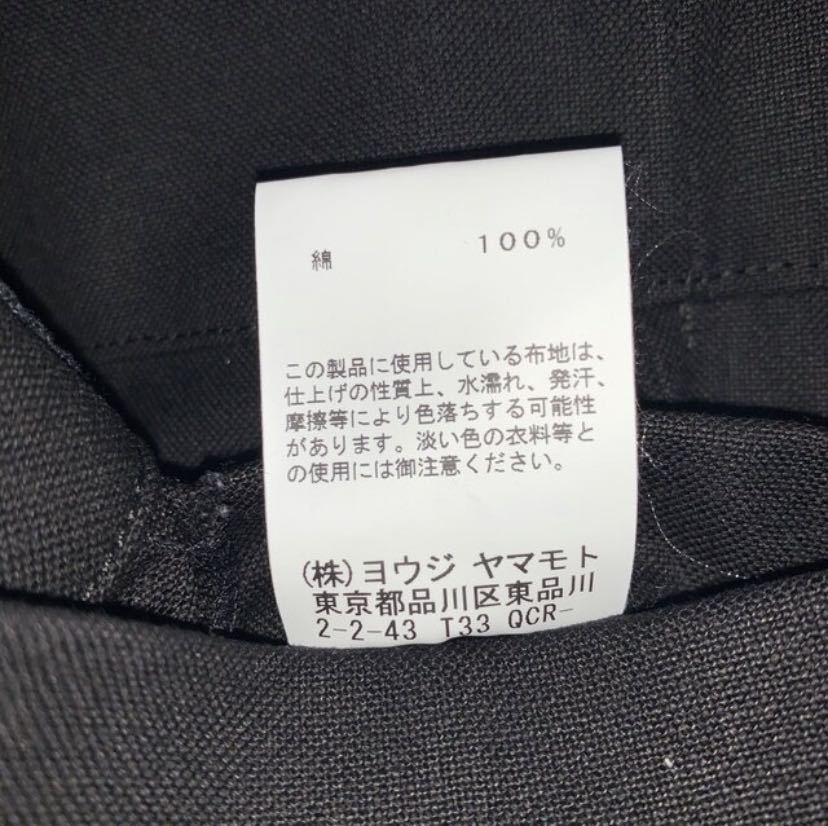 綿 100%
この製品に使用している布地は、
仕上げの性質上、水濡れ、発汗、
摩擦等により色落ちする可能性
があります。淡い色の衣料等と
の使用には御注意ください。
(株)ヨウジ ヤマモト
東京都品川区東品川
2-2-43 T33 QCR-